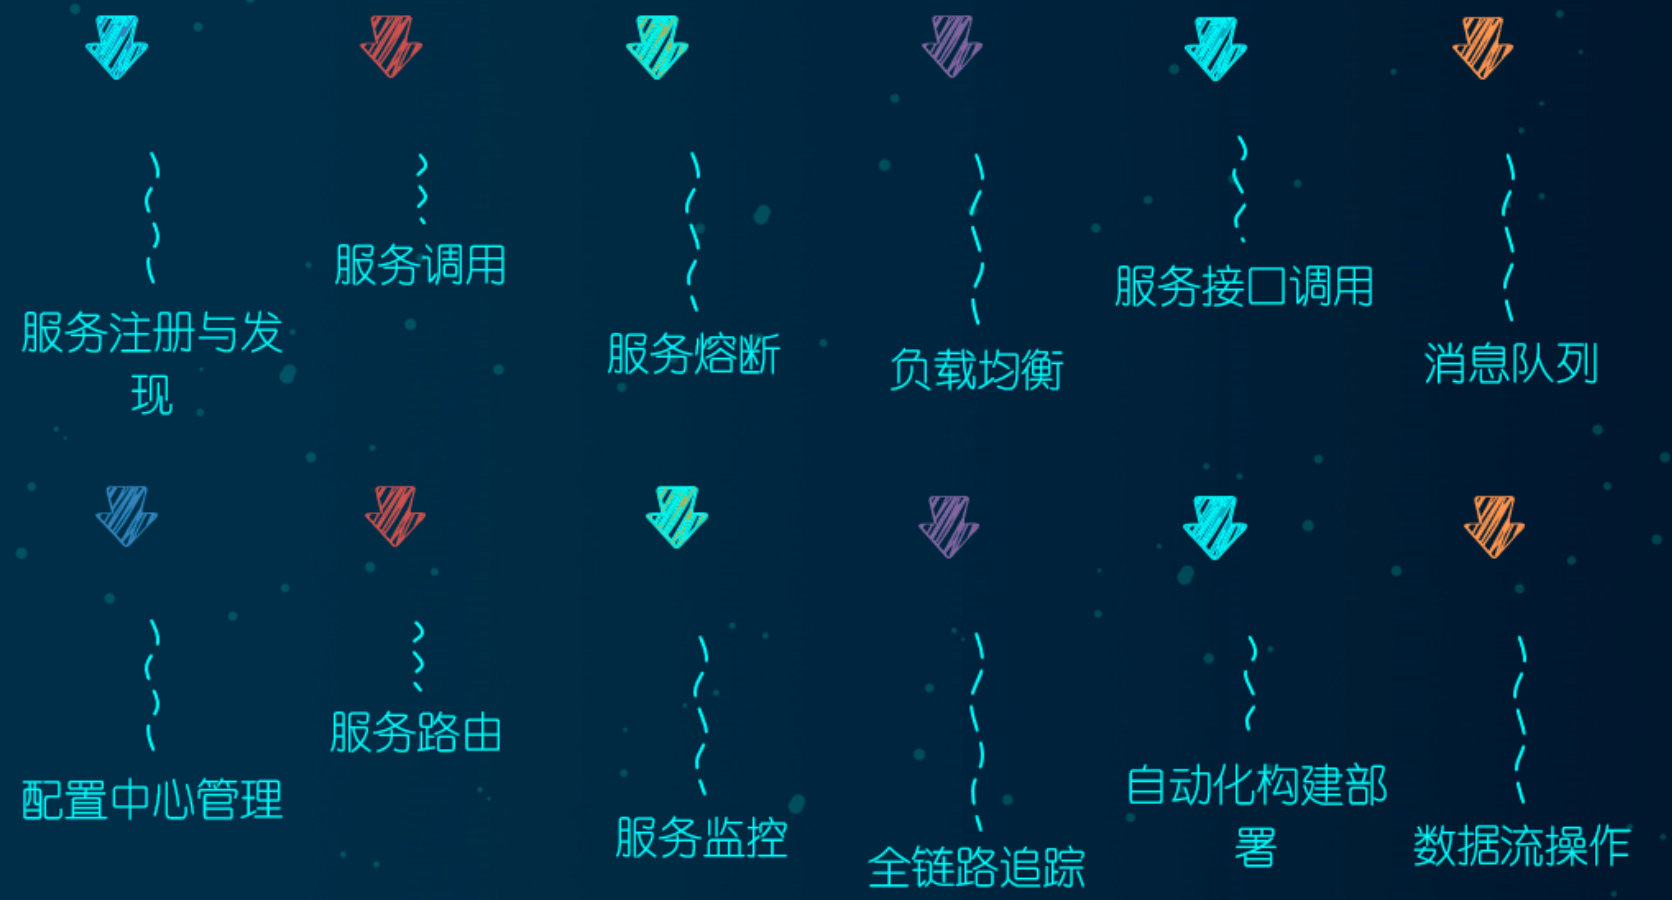 服务注册与发
现
服务调用
服务熔断
负载均衡
服务接口调用
消息队列
配置中心管理
服务路由
服务监控
全链路追踪
自动化构建部
署
数据流操作